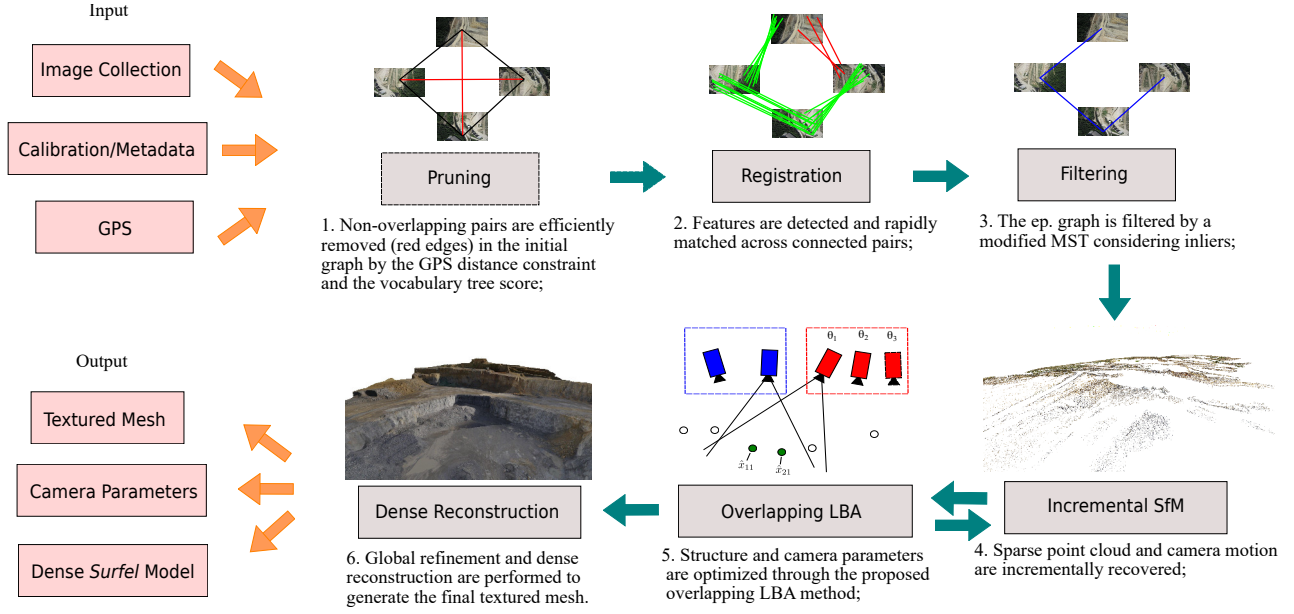 Input
Image Collection
Calibration/Metadata
GPS
Pruning
1. Non-overlapping pairs are efficiently
removed (red edges) in the initial
graph by the GPS distance constraint
and the vocabulary tree score;
Registration
2. Features are detected and rapidly
matched across connected pairs;
Filtering
3. The ep. graph is filtered by a
modified MST considering inliers;
Incremental SfM
4. Sparse point cloud and camera motion
are incrementally recovered;
θ₁ θ₂ θ₃
x̂₁₁ x̂₂₁
Overlapping LBA
5. Structure and camera parameters
are optimized through the proposed
overlapping LBA method;
Dense Reconstruction
6. Global refinement and dense
reconstruction are performed to
generate the final textured mesh.
Output
Textured Mesh
Camera Parameters
Dense Surfel Model